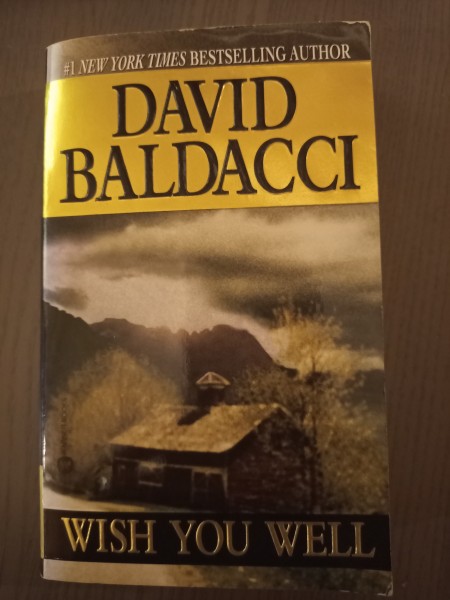 #1 NEW YORK TIMES BESTSELLING AUTHOR
DAVID
BALDACCI
WISH YOU WELL